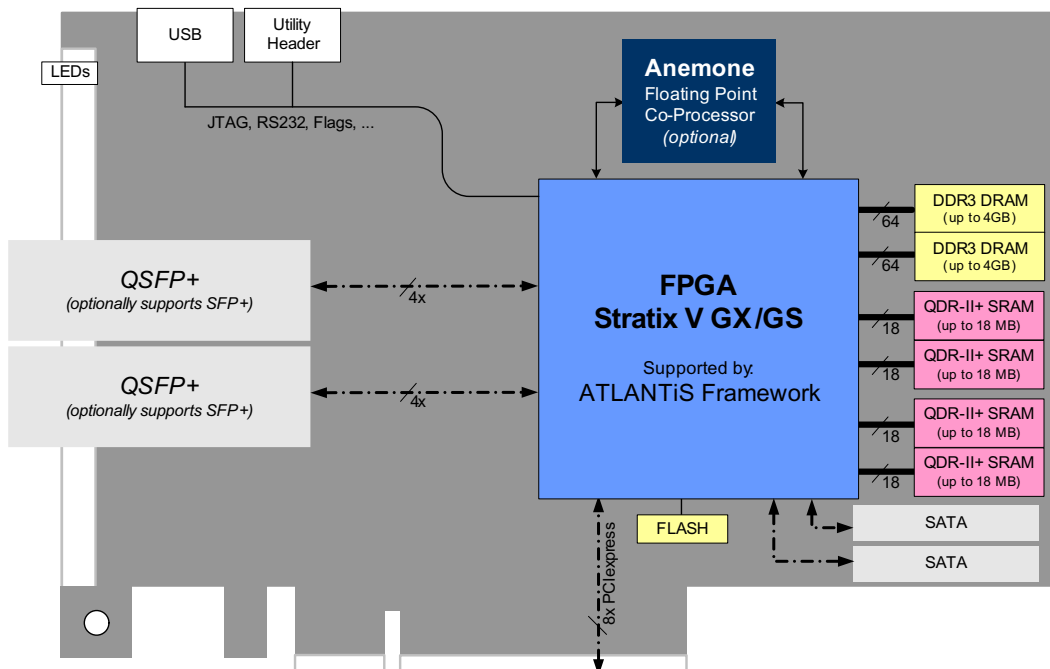 USB
Utility
Header
LEDs
JTAG, RS232, Flags, ...
Anemone
Floating Point
Co-Processor
(optional)
QSFP+
(optionally supports SFP+)
4x
QSFP+
(optionally supports SFP+)
4x
FPGA
Stratix V GX/GS
Supported by:
ATLANTiS Framework
64
DDR3 DRAM
(up to 4GB)
64
DDR3 DRAM
(up to 4GB)
18
QDR-II+ SRAM
(up to 18 MB)
18
QDR-II+ SRAM
(up to 18 MB)
18
QDR-II+ SRAM
(up to 18 MB)
18
QDR-II+ SRAM
(up to 18 MB)
FLASH
SATA
SATA
8x PCIexpress